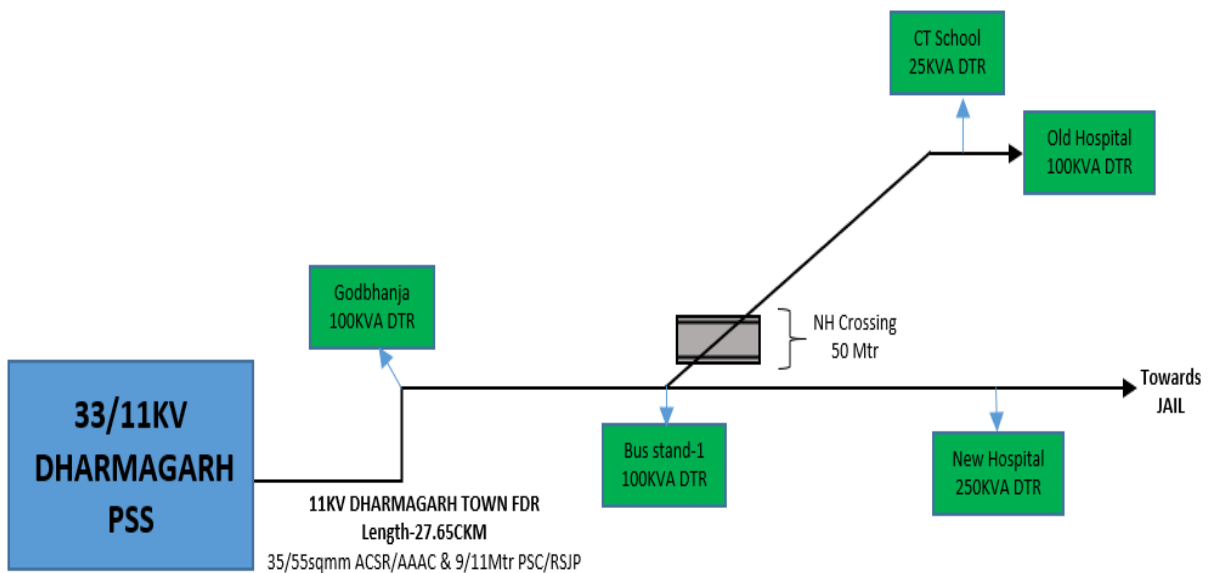 CT School
25KVA DTR
Old Hospital
100KVA DTR
Godbhanja
100KVA DTR
NH Crossing
50 Mtr
Towards
JAIL
33/11KV
DHARMAGARH
PSS
Bus stand-1
100KVA DTR
New Hospital
250KVA DTR
11KV DHARMAGARH TOWN FDR
Length-27.65CKM
35/55sqmm ACSR/AAAC & 9/11Mtr PSC/RSJP